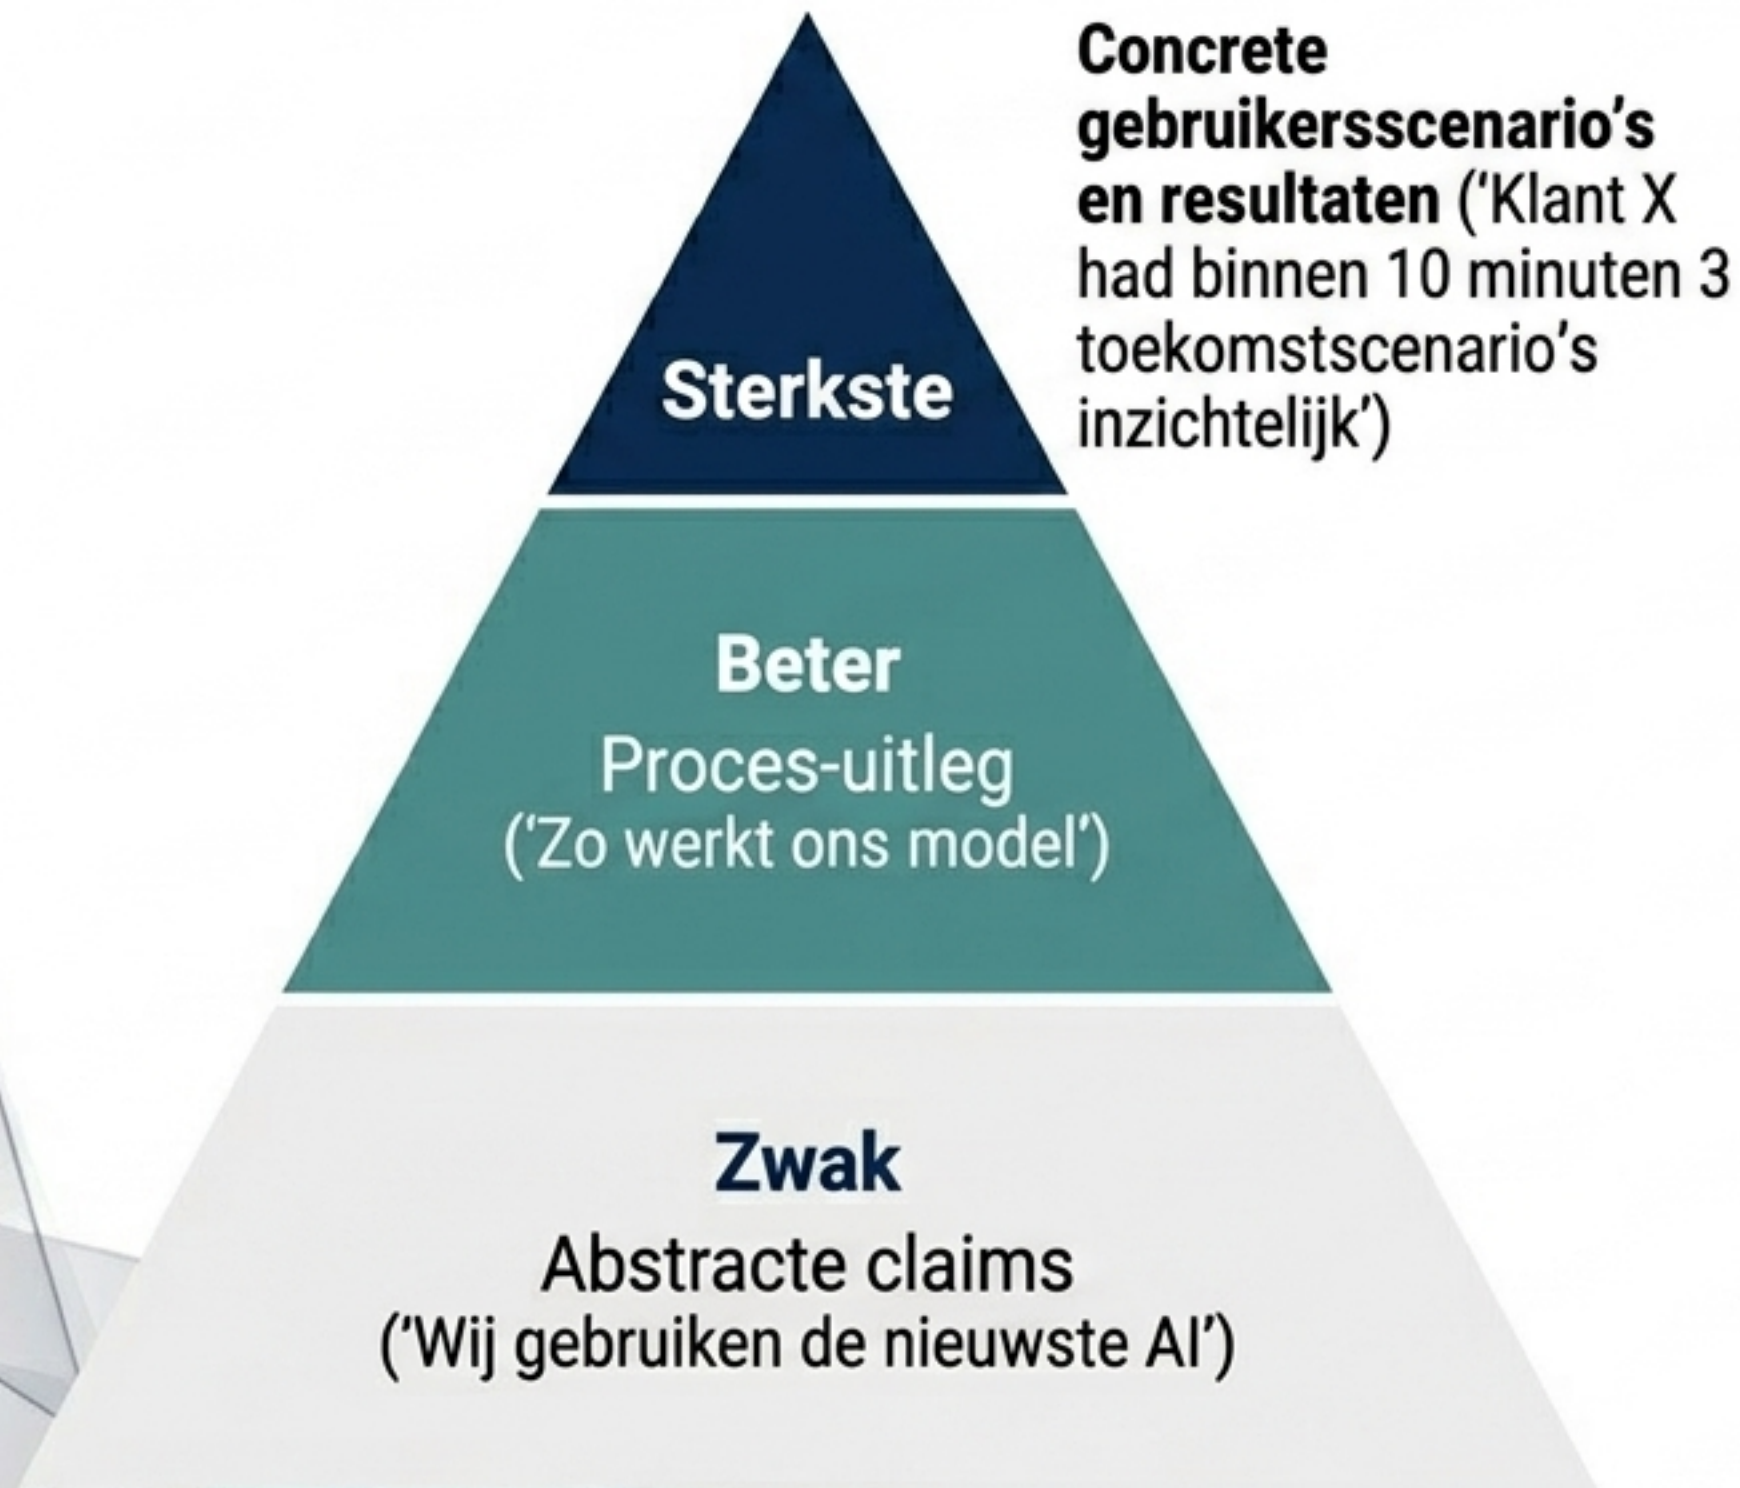 Concrete
gebruikersscenario’s
en resultaten (‘Klant X
had binnen 10 minuten 3
toekomstscenario’s
inzichtelijk’)
Sterkste
Beter
Proces-uitleg
(‘Zo werkt ons model’)
Zwak
Abstracte claims
(’Wij gebruiken de nieuwste AI’)